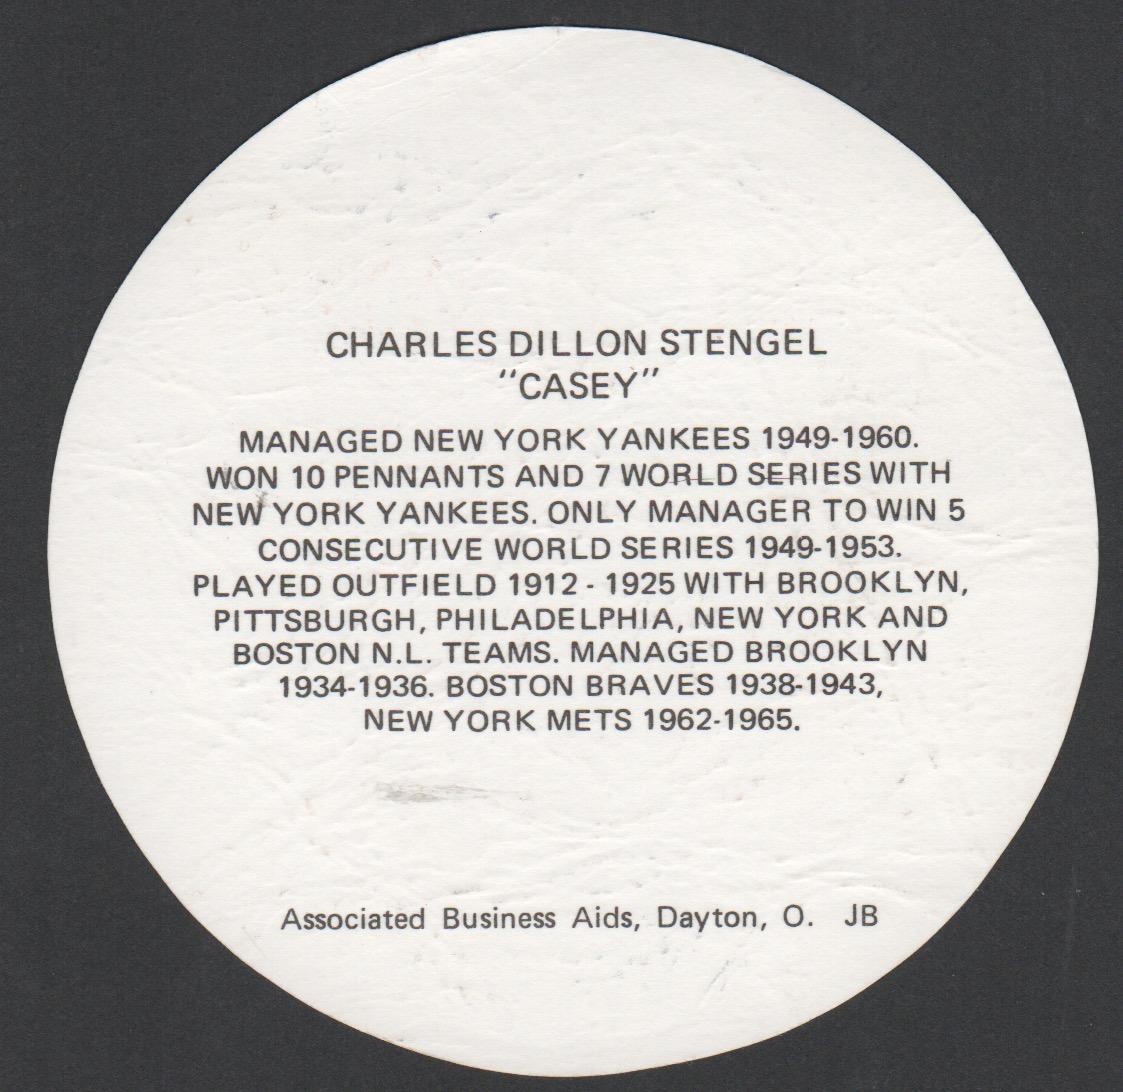 CHARLES DILLON STENGEL
"CASEY"
MANAGED NEW YORK YANKEES 1949-1960.
WON 10 PENNANTS AND 7 WORLD SERIES WITH
NEW YORK YANKEES. ONLY MANAGER TO WIN 5
CONSECUTIVE WORLD SERIES 1949-1953.
PLAYED OUTFIELD 1912 - 1925 WITH BROOKLYN,
PITTSBURGH, PHILADELPHIA, NEW YORK AND
BOSTON N.L. TEAMS. MANAGED BROOKLYN
1934-1936. BOSTON BRAVES 1938-1943,
NEW YORK METS 1962-1965.
Associated Business Aids, Dayton, O. JB